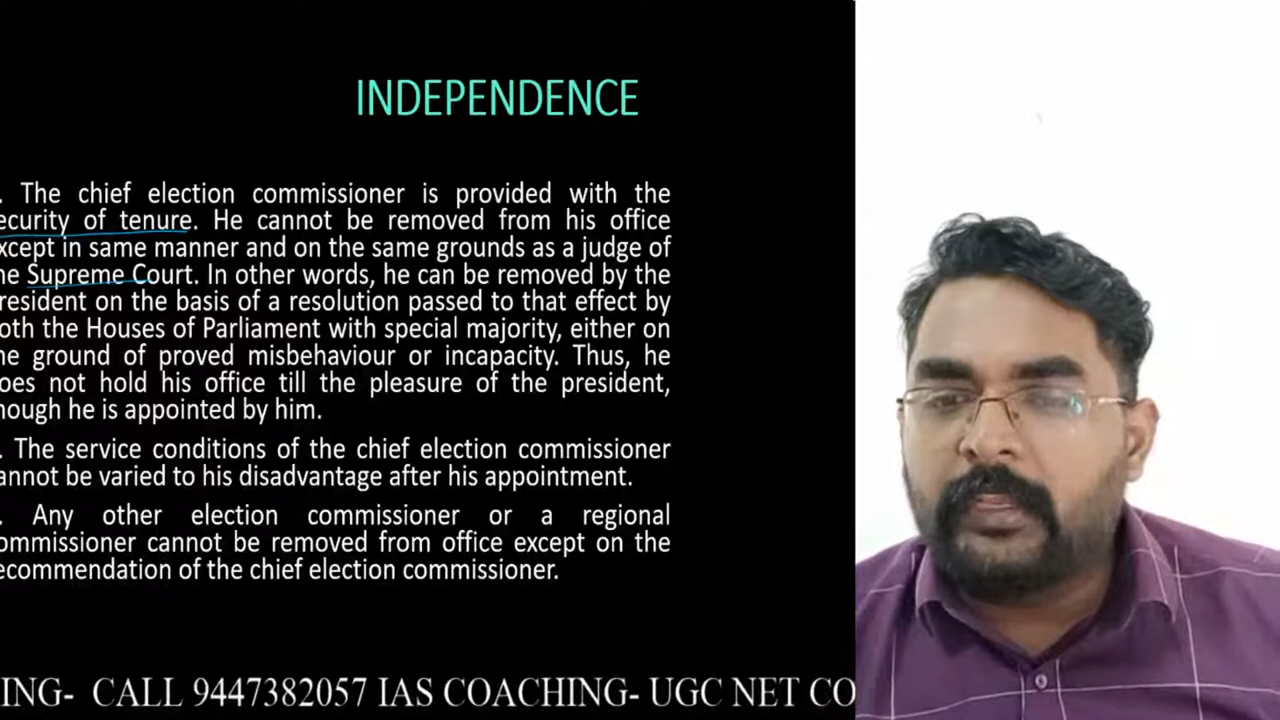 INDEPENDENCE
. The chief election commissioner is provided with the
ecurity of tenure. He cannot be removed from his office
xcept in same manner and on the same grounds as a judge of
he Supreme Court. In other words, he can be removed by the
resident on the basis of a resolution passed to that effect by
oth the Houses of Parliament with special majority, either on
he ground of proved misbehaviour or incapacity. Thus, he
oes not hold his office till the pleasure of the president,
hough he is appointed by him.
. The service conditions of the chief election commissioner
annot be varied to his disadvantage after his appointment.
. Any other election commissioner or a regional
ommissioner cannot be removed from office except on the
ecommendation of the chief election commissioner.
ING- CALL 9447382057 IAS COACHING- UGC NET CO